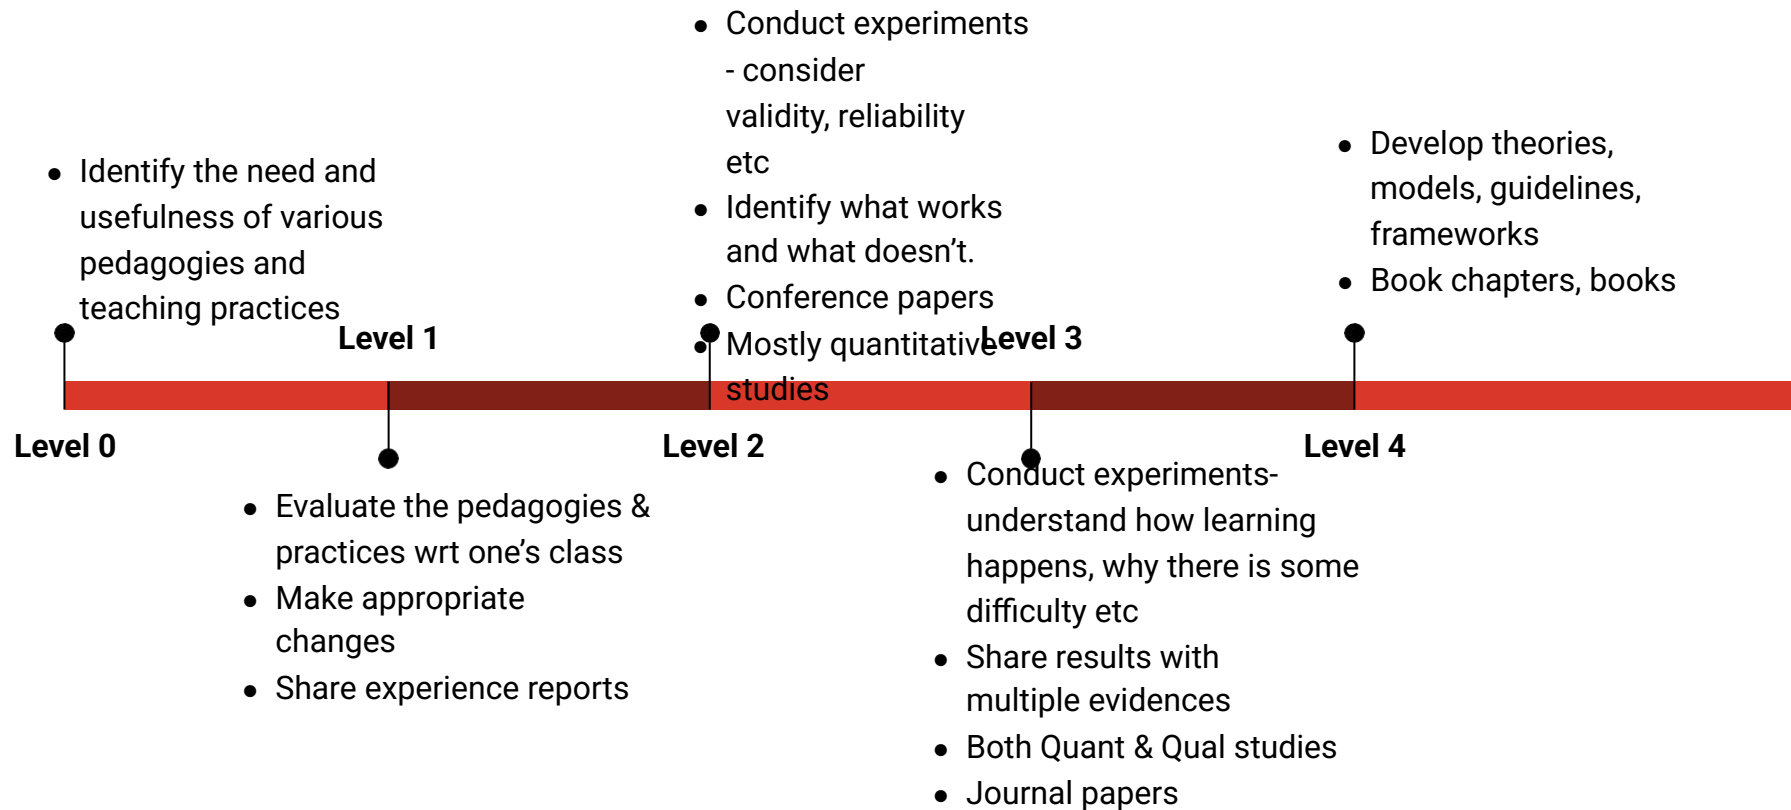 Level 0
• Identify the need and
usefulness of various
pedagogies and
teaching practices
Level 1
• Evaluate the pedagogies &
practices wrt one’s class
• Make appropriate
changes
• Share experience reports
Level 2
• Conduct experiments
- consider
validity, reliability
etc
• Identify what works
and what doesn’t.
• Conference papers
• Mostly quantitative
studies
Level 3
• Conduct experiments-
understand how learning
happens, why there is some
difficulty etc
• Share results with
multiple evidences
• Both Quant & Qual studies
• Journal papers
Level 4
• Develop theories,
models, guidelines,
frameworks
• Book chapters, books